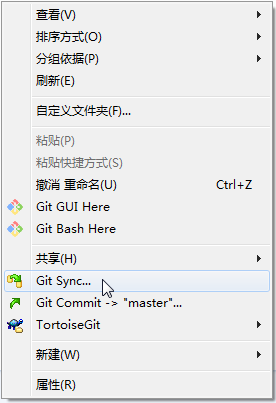 查看(V)
排序方式(O)
分组依据(P)
刷新(E)
自定义文件夹(F)...
粘贴(P)
粘贴快捷方式(S)
撤消 重命名(U) Ctrl+Z
Git GUI Here
Git Bash Here
共享(H)
Git Sync...
Git Commit -> "master"...
TortoiseGit
新建(W)
属性(R)